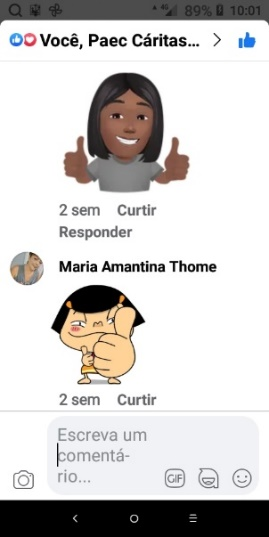 89% 10:01
Você, Paec Cáritas...
2 sem Curtir
Responder
Maria Amantina Thome
2 sem Curtir
Escreva um
comentá-
rio...
GIF